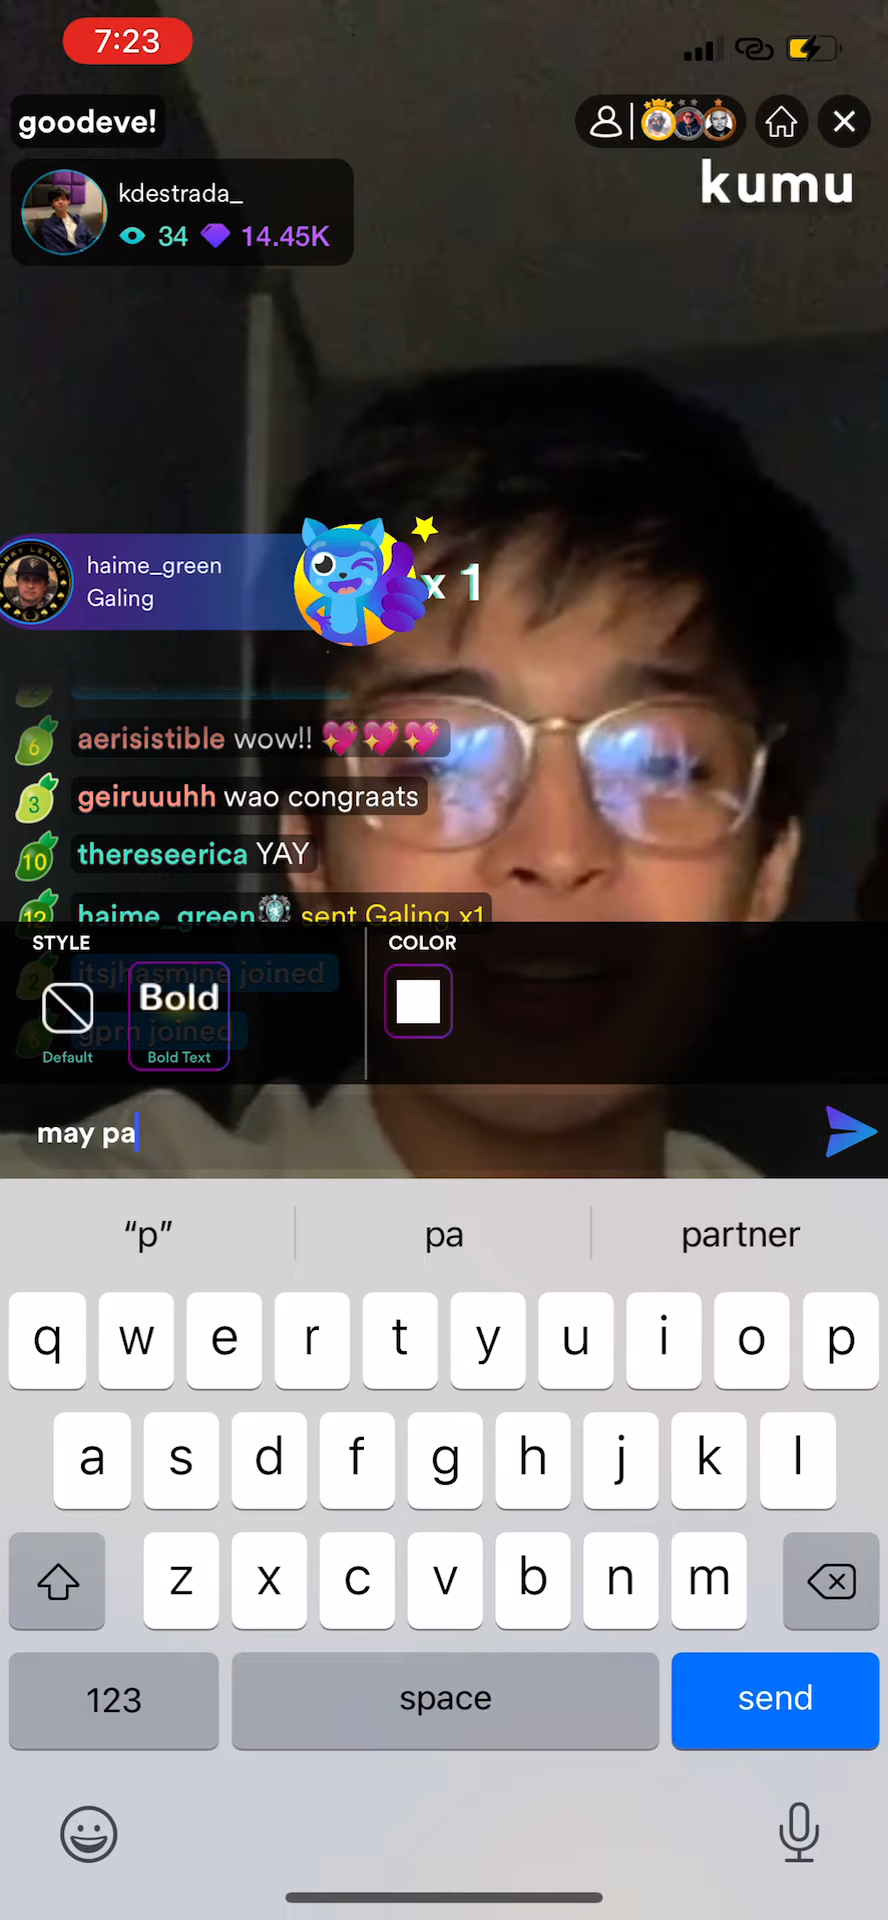 7:23
goodeve!
kdestrada_
34 14.45K
kumu
haime_green
Galing
x 1
6 aerisistible wow!! 💖💖💖
3 geiruuuhh wao congraats
10 thereseerica YAY
12 haime_green sent Galing x1
STYLE COLOR
2 itsjhasmine joined
Bold
6 gprn joined
Default Bold Text
may pa
“p” pa partner
q w e r t y u i o p
a s d f g h j k l
z x c v b n m
123 space send